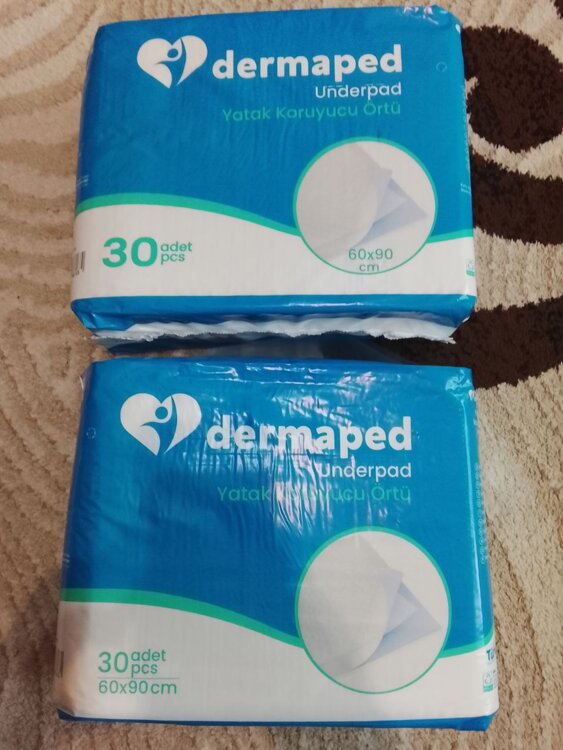 dermaped
Underpad
Yatak Koruyucu Örtü
30 adet
pcs
60x90
cm
dermaped
Underpad
Yatak Koruyucu Örtü
30 adet
pcs
60x90cm